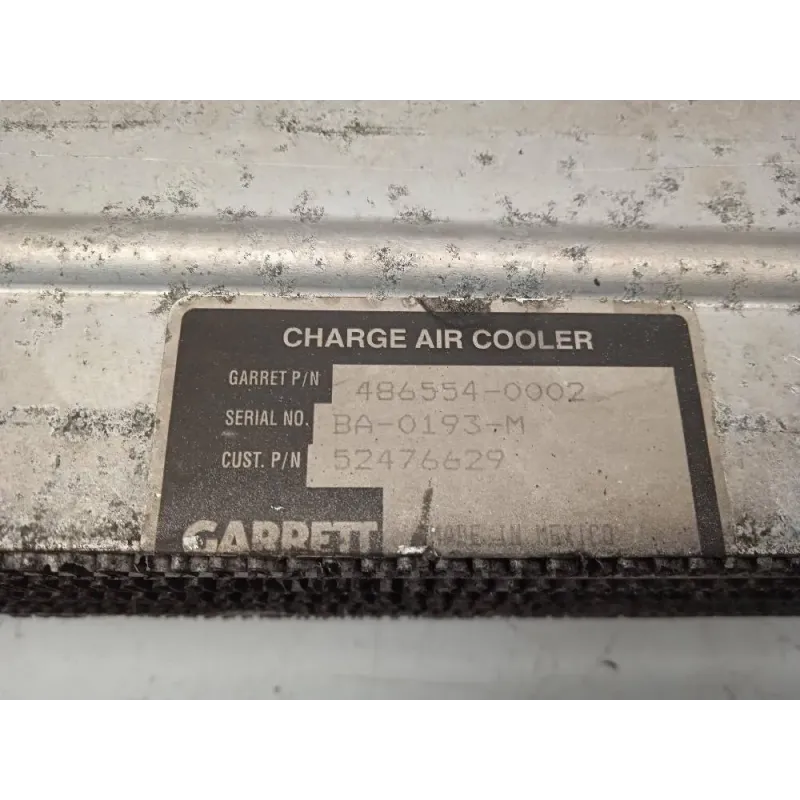 CHARGE AIR COOLER
GARRET P/N 486554-0002
SERIAL NO. BA-0193-M
CUST. P/N 52476629
GARRETT MADE IN MEXICO